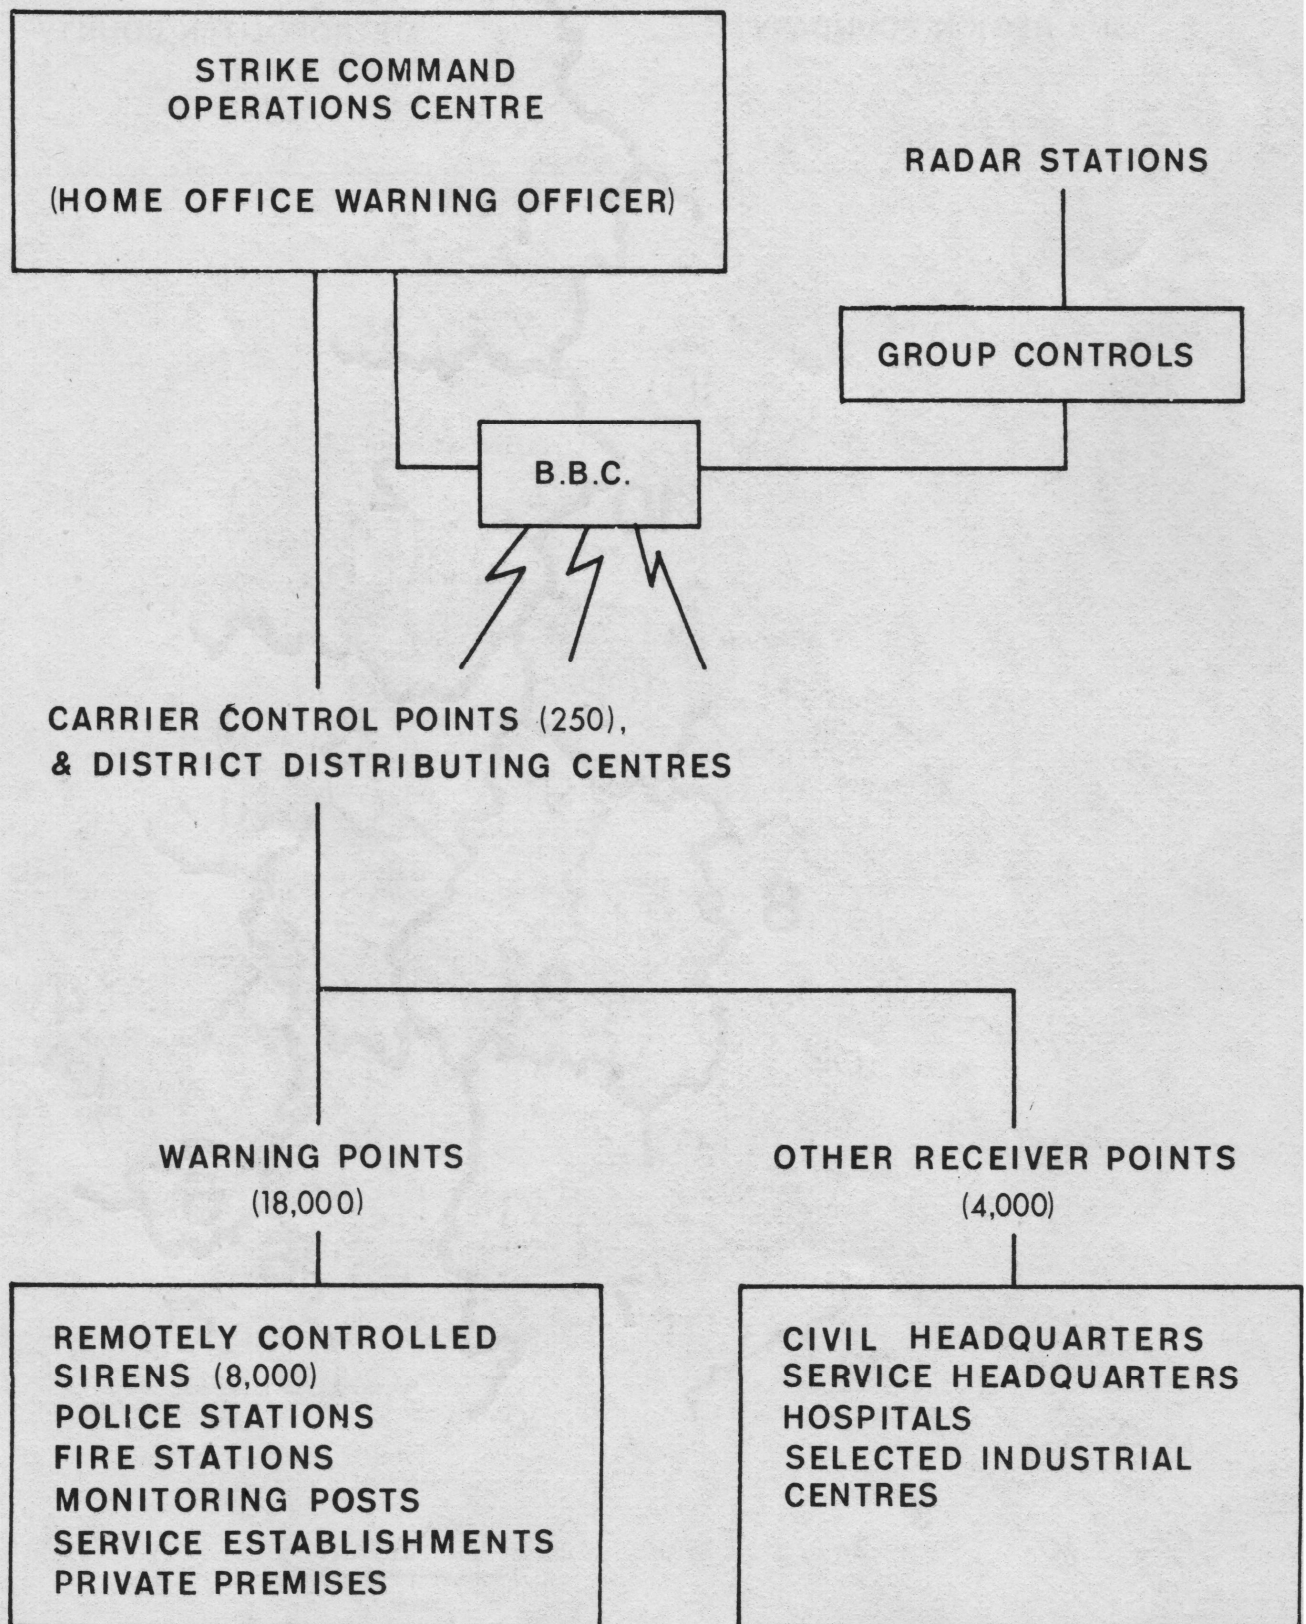 STRIKE COMMAND
OPERATIONS CENTRE
(HOME OFFICE WARNING OFFICER)
RADAR STATIONS
GROUP CONTROLS
B.B.C.
CARRIER CONTROL POINTS (250),
& DISTRICT DISTRIBUTING CENTRES
WARNING POINTS
(18,000)
OTHER RECEIVER POINTS
(4,000)
REMOTELY CONTROLLED
SIRENS (8,000)
POLICE STATIONS
FIRE STATIONS
MONITORING POSTS
SERVICE ESTABLISHMENTS
PRIVATE PREMISES
CIVIL HEADQUARTERS
SERVICE HEADQUARTERS
HOSPITALS
SELECTED INDUSTRIAL
CENTRES